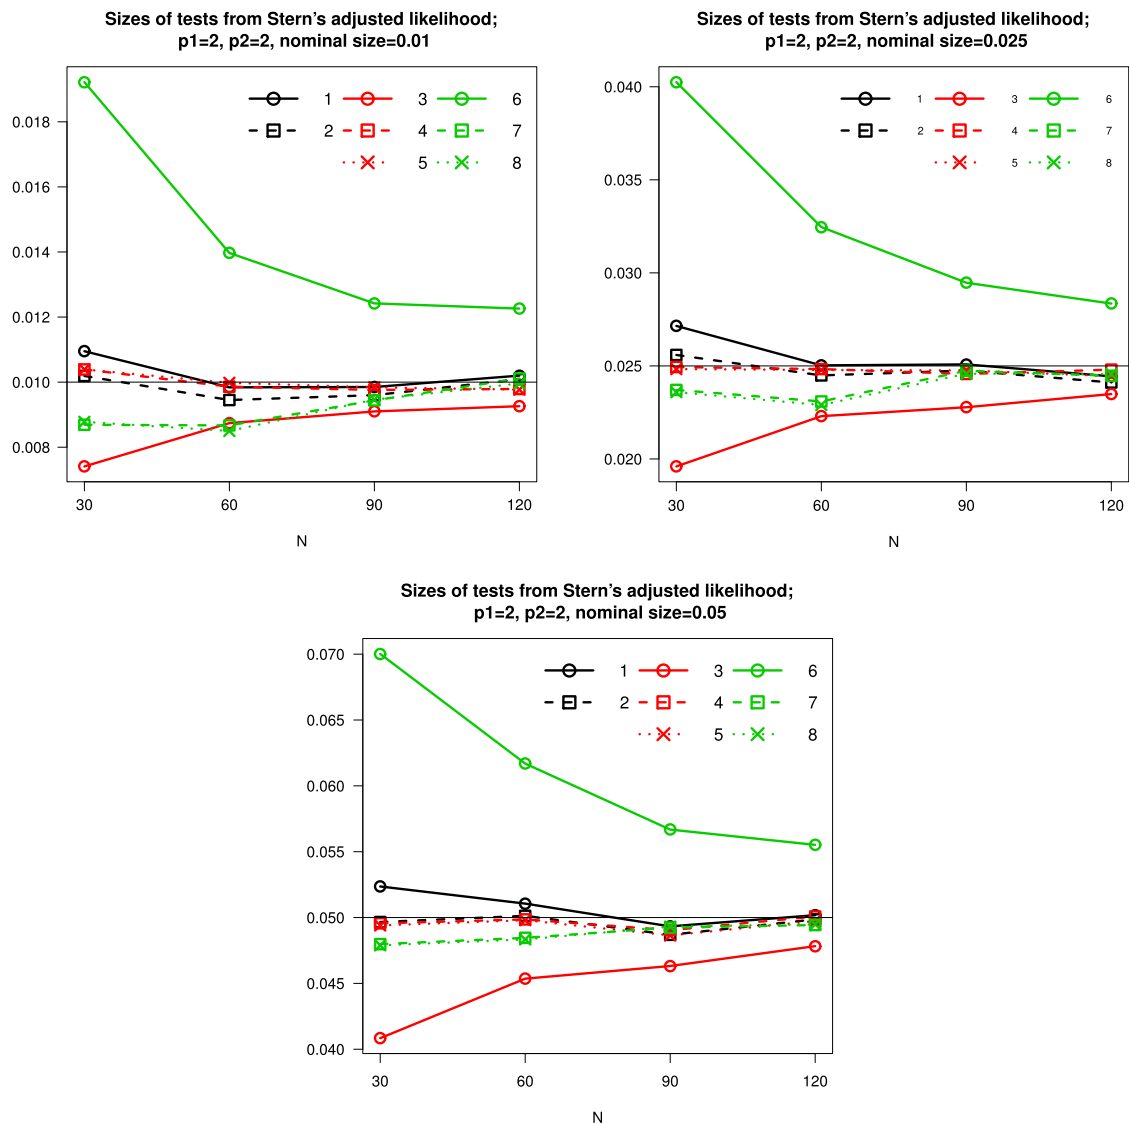 Sizes of tests from Stern's adjusted likelihood;
p1=2, p2=2, nominal size=0.01
1 3 6
2 4 7
5 8
0.018
0.016
0.014
0.012
0.010
0.008
30 60 90 120
N
Sizes of tests from Stern's adjusted likelihood;
p1=2, p2=2, nominal size=0.025
1 3 6
2 4 7
5 8
0.040
0.035
0.030
0.025
0.020
30 60 90 120
N
Sizes of tests from Stern's adjusted likelihood;
p1=2, p2=2, nominal size=0.05
1 3 6
2 4 7
5 8
0.070
0.065
0.060
0.055
0.050
0.045
0.040
30 60 90 120
N